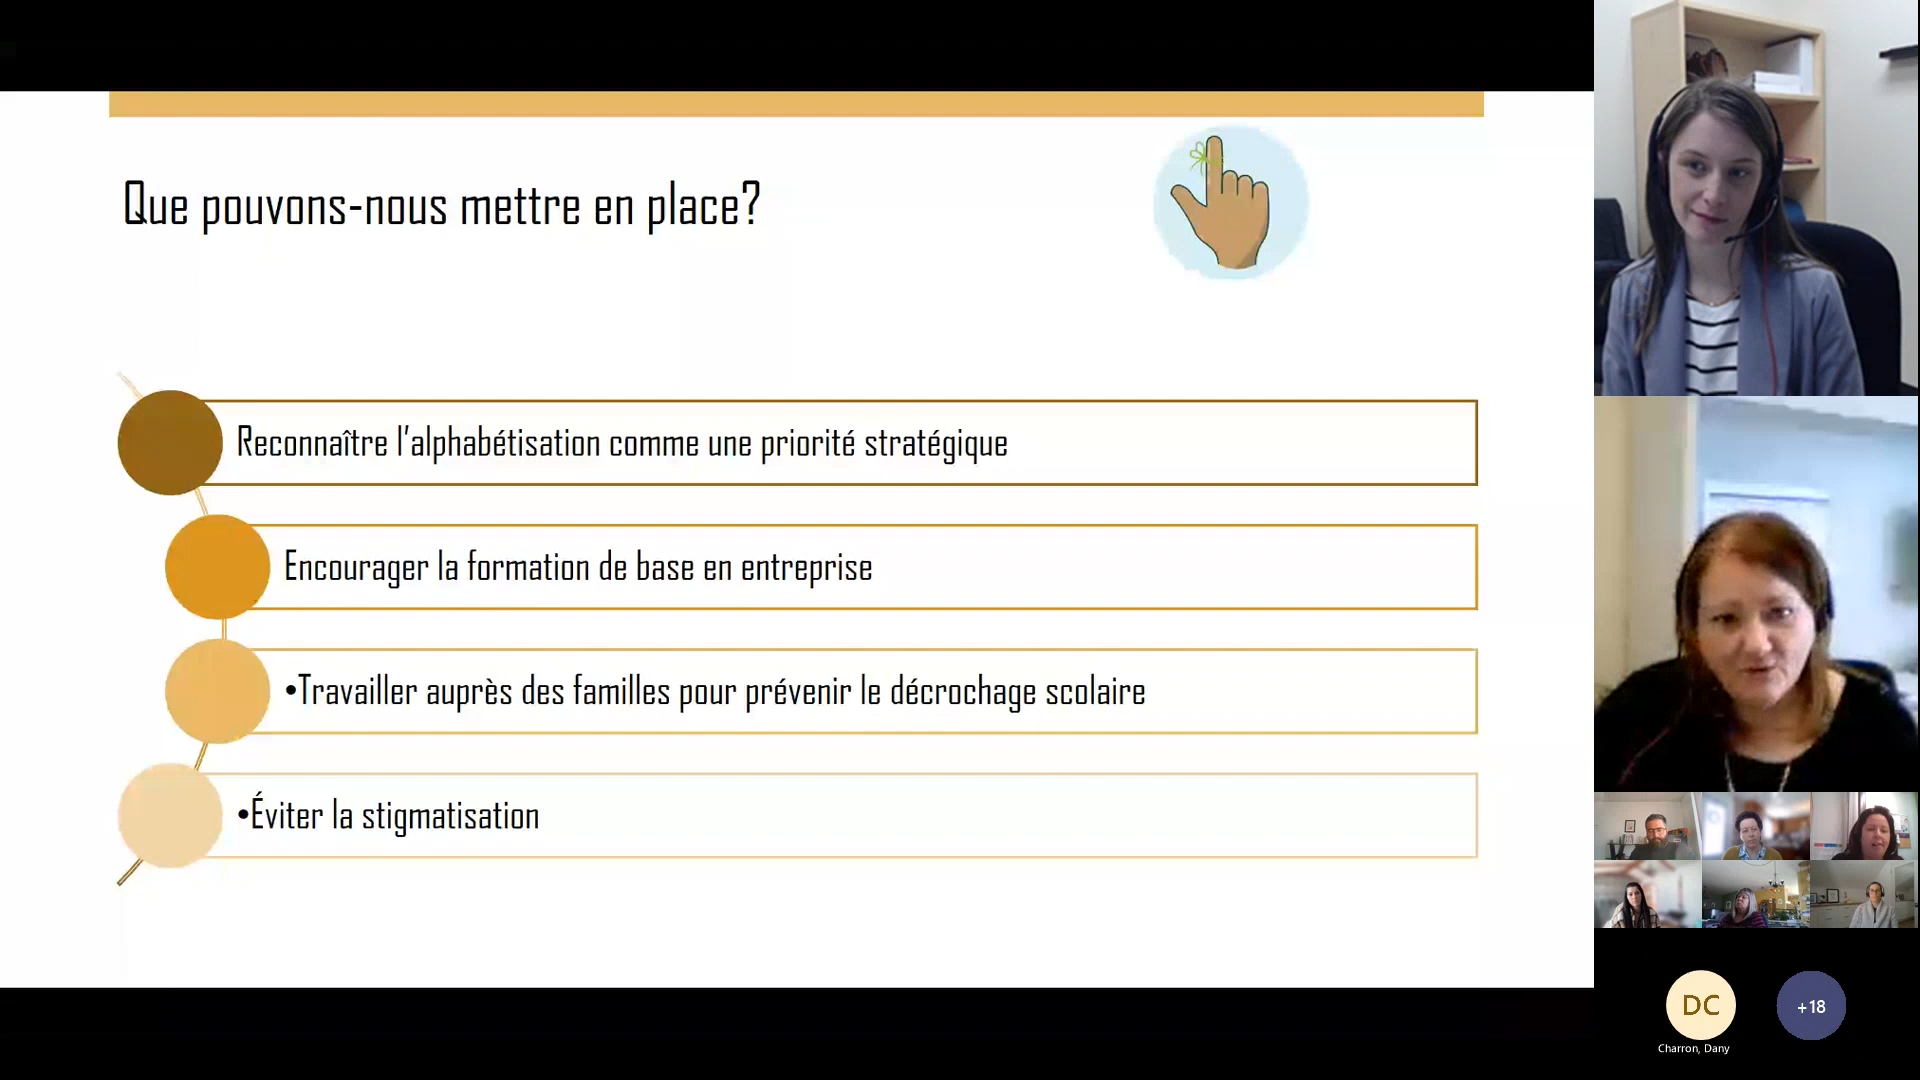 Que pouvons-nous mettre en place?
Reconnaître l'alphabétisation comme une priorité stratégique
Encourager la formation de base en entreprise
•Travailler auprès des familles pour prévenir le décrochage scolaire
•Éviter la stigmatisation
DC
+18
Charron, Dany